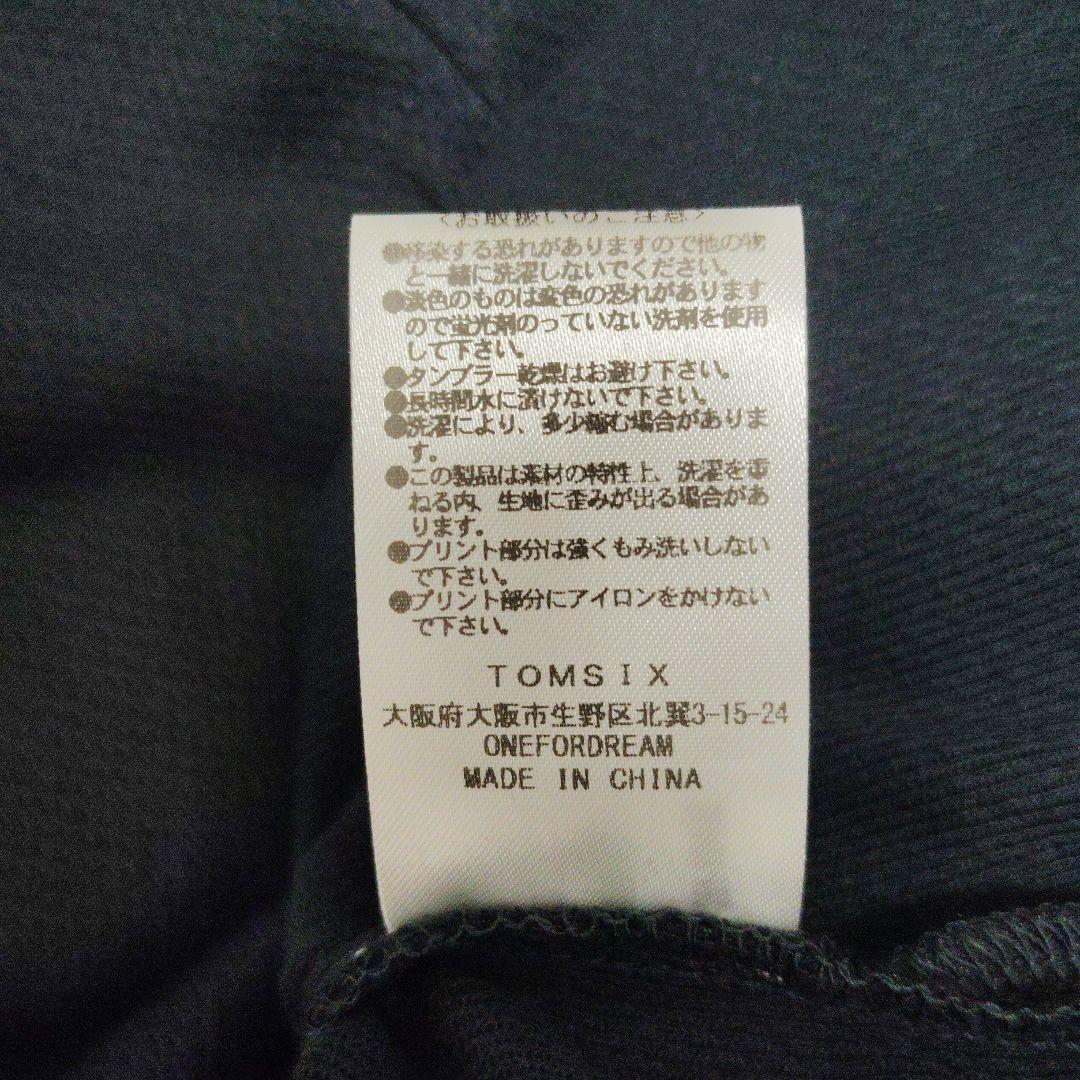 〈お取扱いのご注意〉
●移染する恐れがありますので他の物
と一緒に洗濯しないでください。
●淡色のものは変色の恐れがあります
ので蛍光剤のっていない洗剤を使用
して下さい。
●タンブラー乾燥はお避け下さい。
●長時間水に漬けないで下さい。
●洗濯により、多少縮む場合がありま
す。
●この製品は素材の特性上、洗濯を重
ねる内、生地に歪みが出る場合があ
ります。
●プリント部分は強くもみ洗いしない
で下さい。
●プリント部分にアイロンをかけない
で下さい。
TOMSIX
大阪府大阪市生野区北巽3-15-24
ONEFORDREAM
MADE IN CHINA